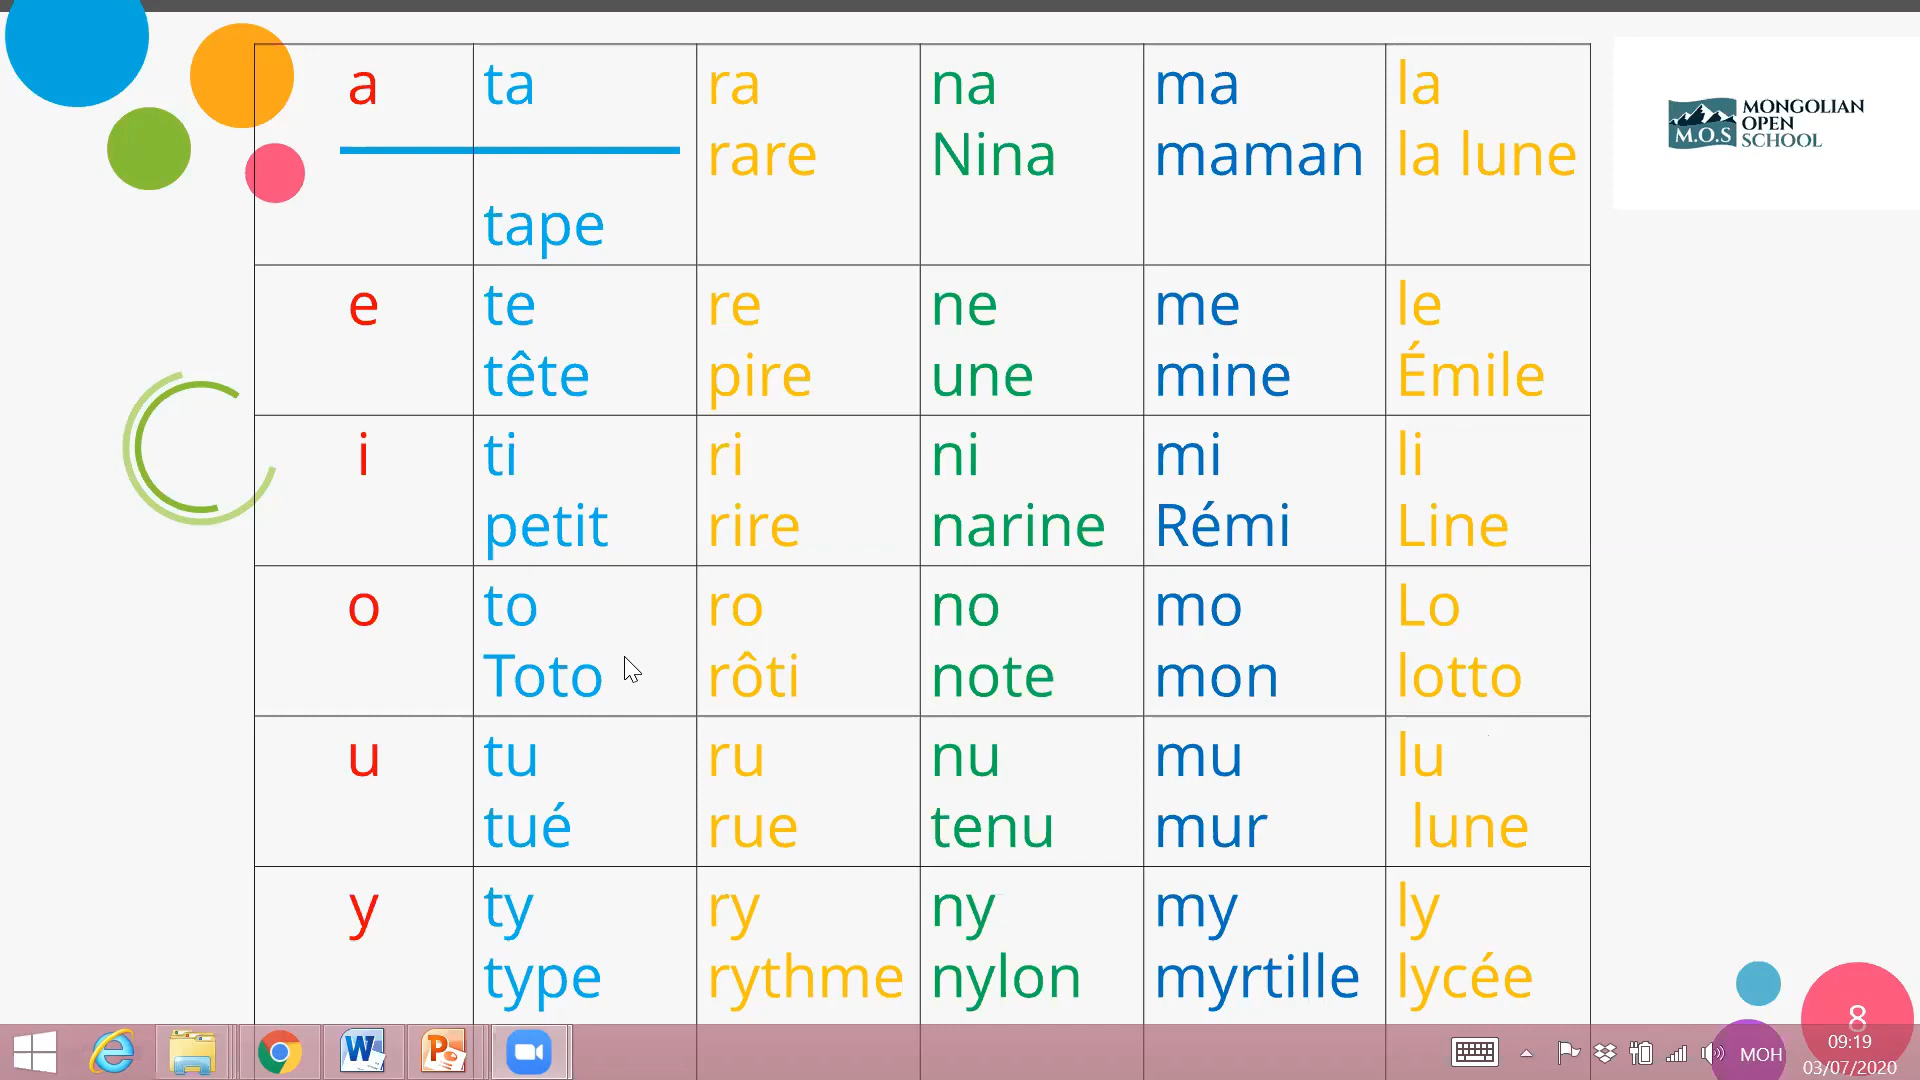 a
ta
tape
ra
rare
na
Nina
ma
maman
la
la lune
e
te
tête
re
pire
ne
une
me
mine
le
Émile
i
ti
petit
ri
rire
ni
narine
mi
Rémi
li
Line
o
to
Toto
ro
rôti
no
note
mo
mon
Lo
lotto
u
tu
tué
ru
rue
nu
tenu
mu
mur
lu
lune
y
ty
type
ry
rythme
ny
nylon
my
myrtille
ly
lycée
MONGOLIAN
OPEN
SCHOOL
M.O.S
8
МОН
09:19
03/07/2020